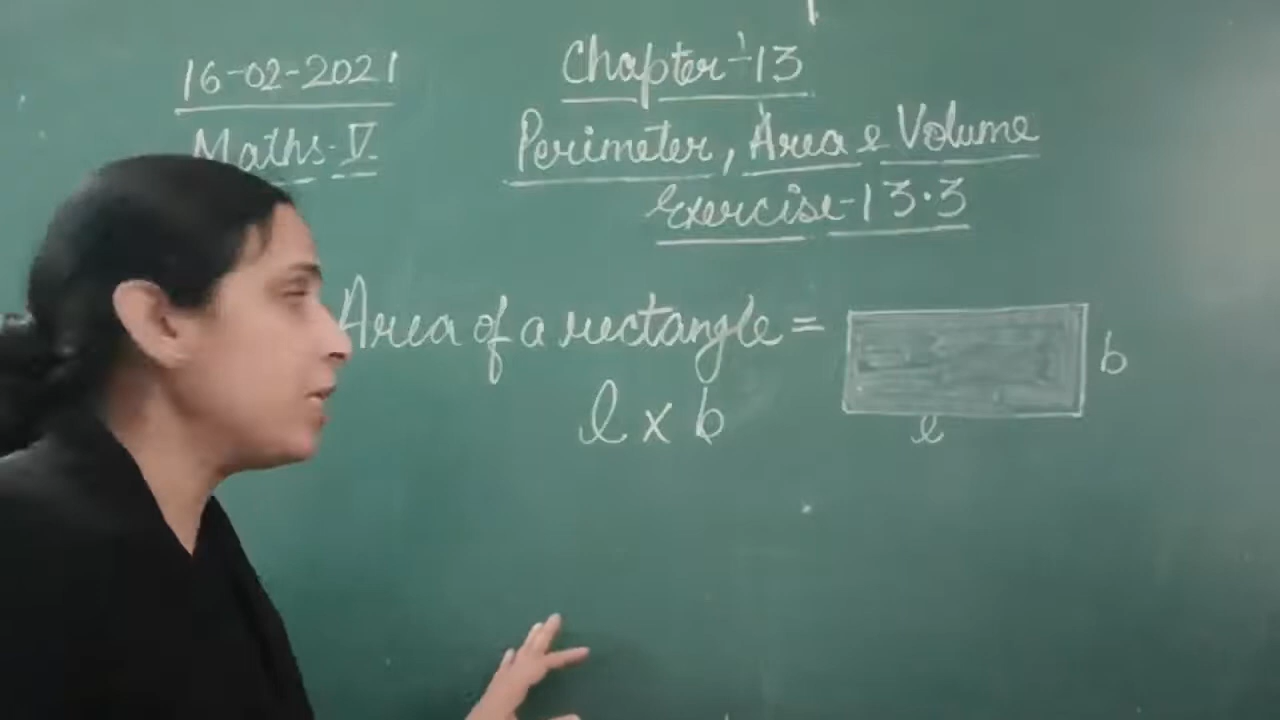 16-02-2021
Maths-V
Chapter-13
Perimeter, Area & Volume
Exercise-13.3
Area of a rectangle =
l x b
b
l